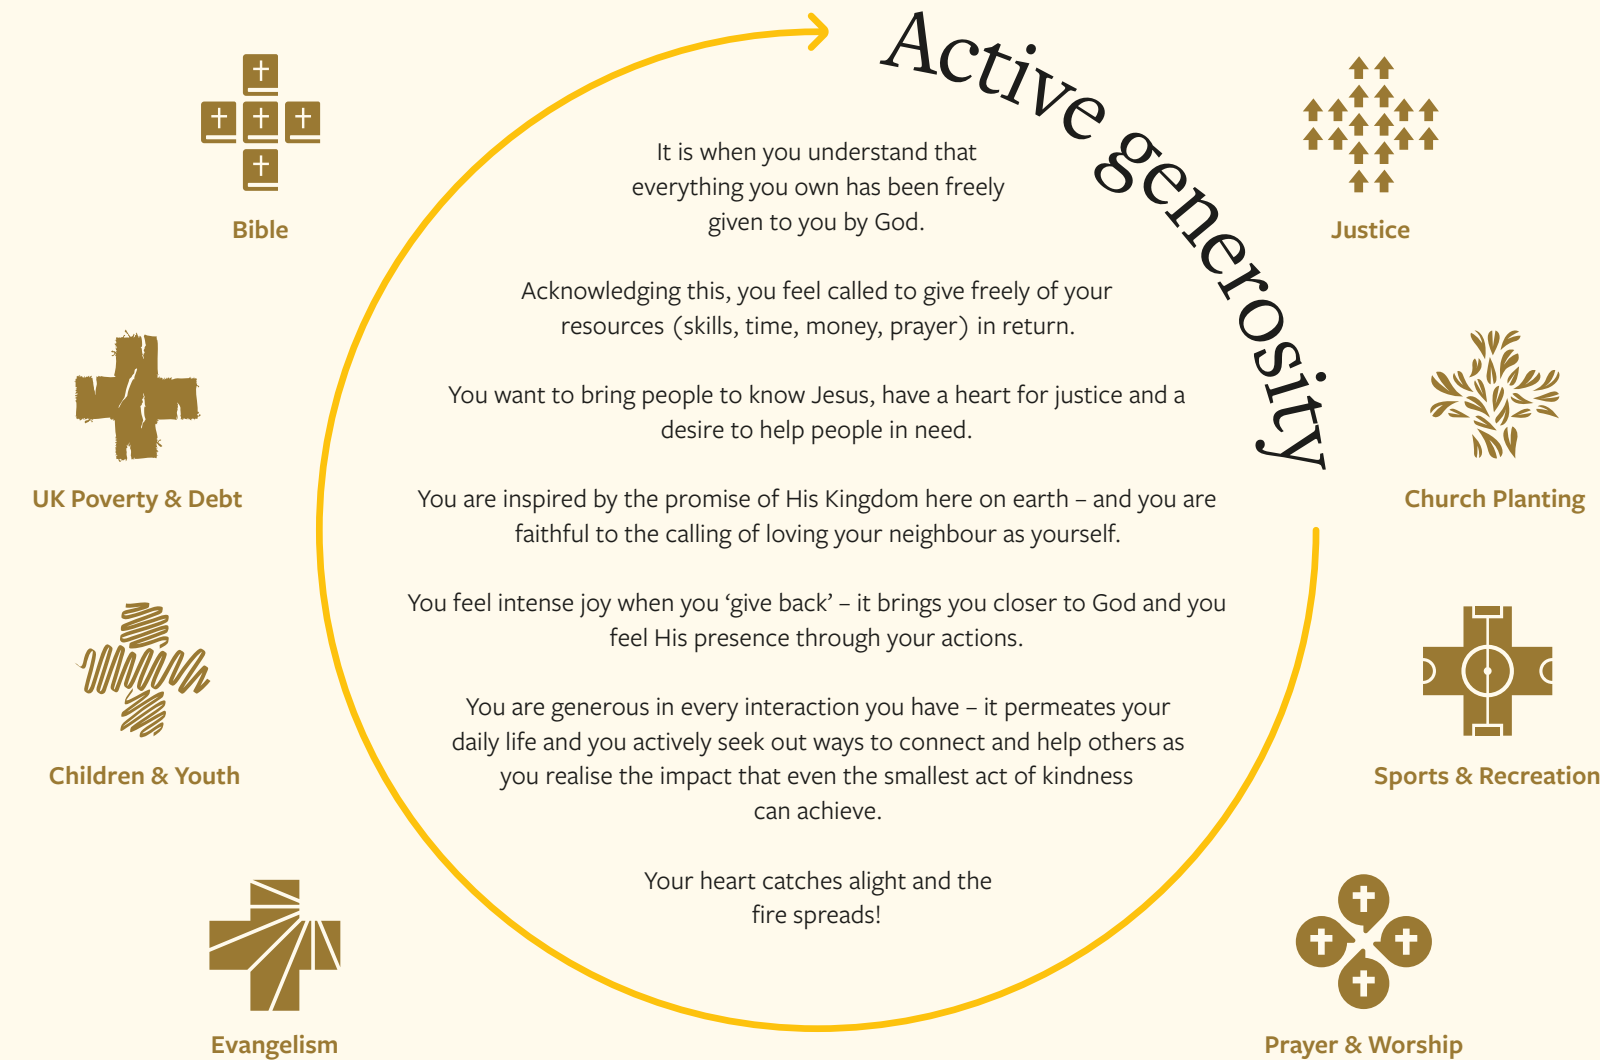 Active generosity
It is when you understand that
everything you own has been freely
given to you by God.
Acknowledging this, you feel called to give freely of your
resources (skills, time, money, prayer) in return.
You want to bring people to know Jesus, have a heart for justice and a
desire to help people in need.
You are inspired by the promise of His Kingdom here on earth – and you are
faithful to the calling of loving your neighbour as yourself.
You feel intense joy when you ‘give back’ – it brings you closer to God and you
feel His presence through your actions.
You are generous in every interaction you have – it permeates your
daily life and you actively seek out ways to connect and help others as
you realise the impact that even the smallest act of kindness
can achieve.
Your heart catches alight and the
fire spreads!
Bible
UK Poverty & Debt
Children & Youth
Evangelism
Justice
Church Planting
Sports & Recreation
Prayer & Worship